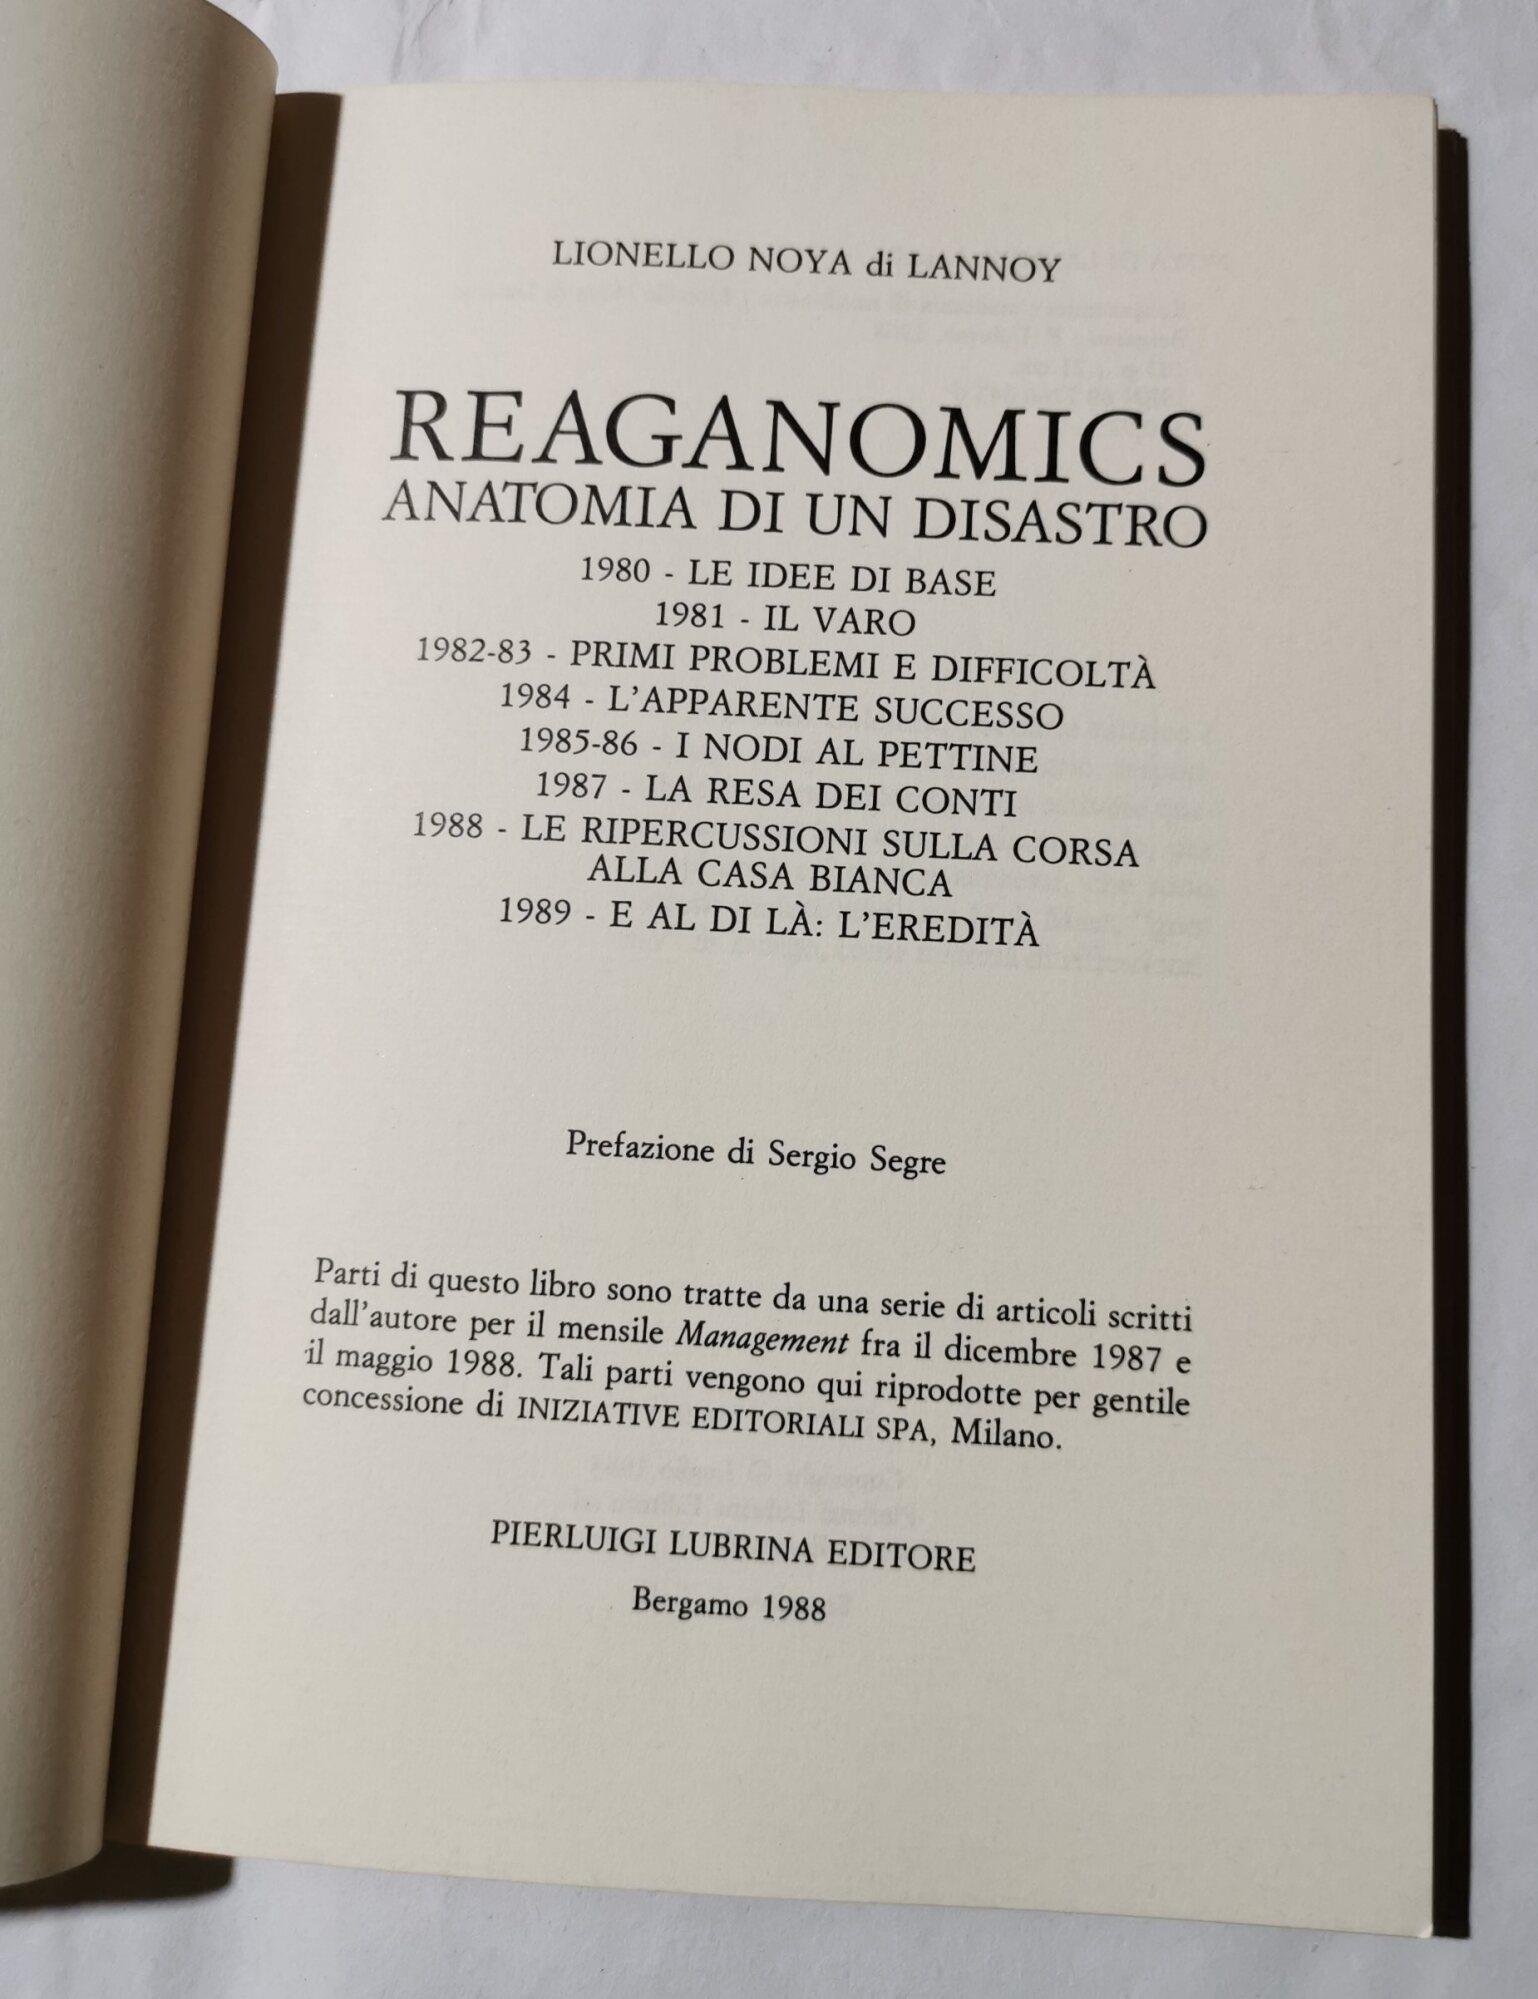 LIONELLO NOYA di LANNOY
REAGANOMICS
ANATOMIA DI UN DISASTRO
1980 - LE IDEE DI BASE
1981 - IL VARO
1982-83 - PRIMI PROBLEMI E DIFFICOLTÀ
1984 - L'APPARENTE SUCCESSO
1985-86 - I NODI AL PETTINE
1987 - LA RESA DEI CONTI
1988 - LE RIPERCUSSIONI SULLA CORSA
ALLA CASA BIANCA
1989 - E AL DI LÀ: L'EREDITÀ
Prefazione di Sergio Segre
Parti di questo libro sono tratte da una serie di articoli scritti
dall'autore per il mensile Management fra il dicembre 1987 e
il maggio 1988. Tali parti vengono qui riprodotte per gentile
concessione di INIZIATIVE EDITORIALI SPA, Milano.
PIERLUIGI LUBRINA EDITORE
Bergamo 1988